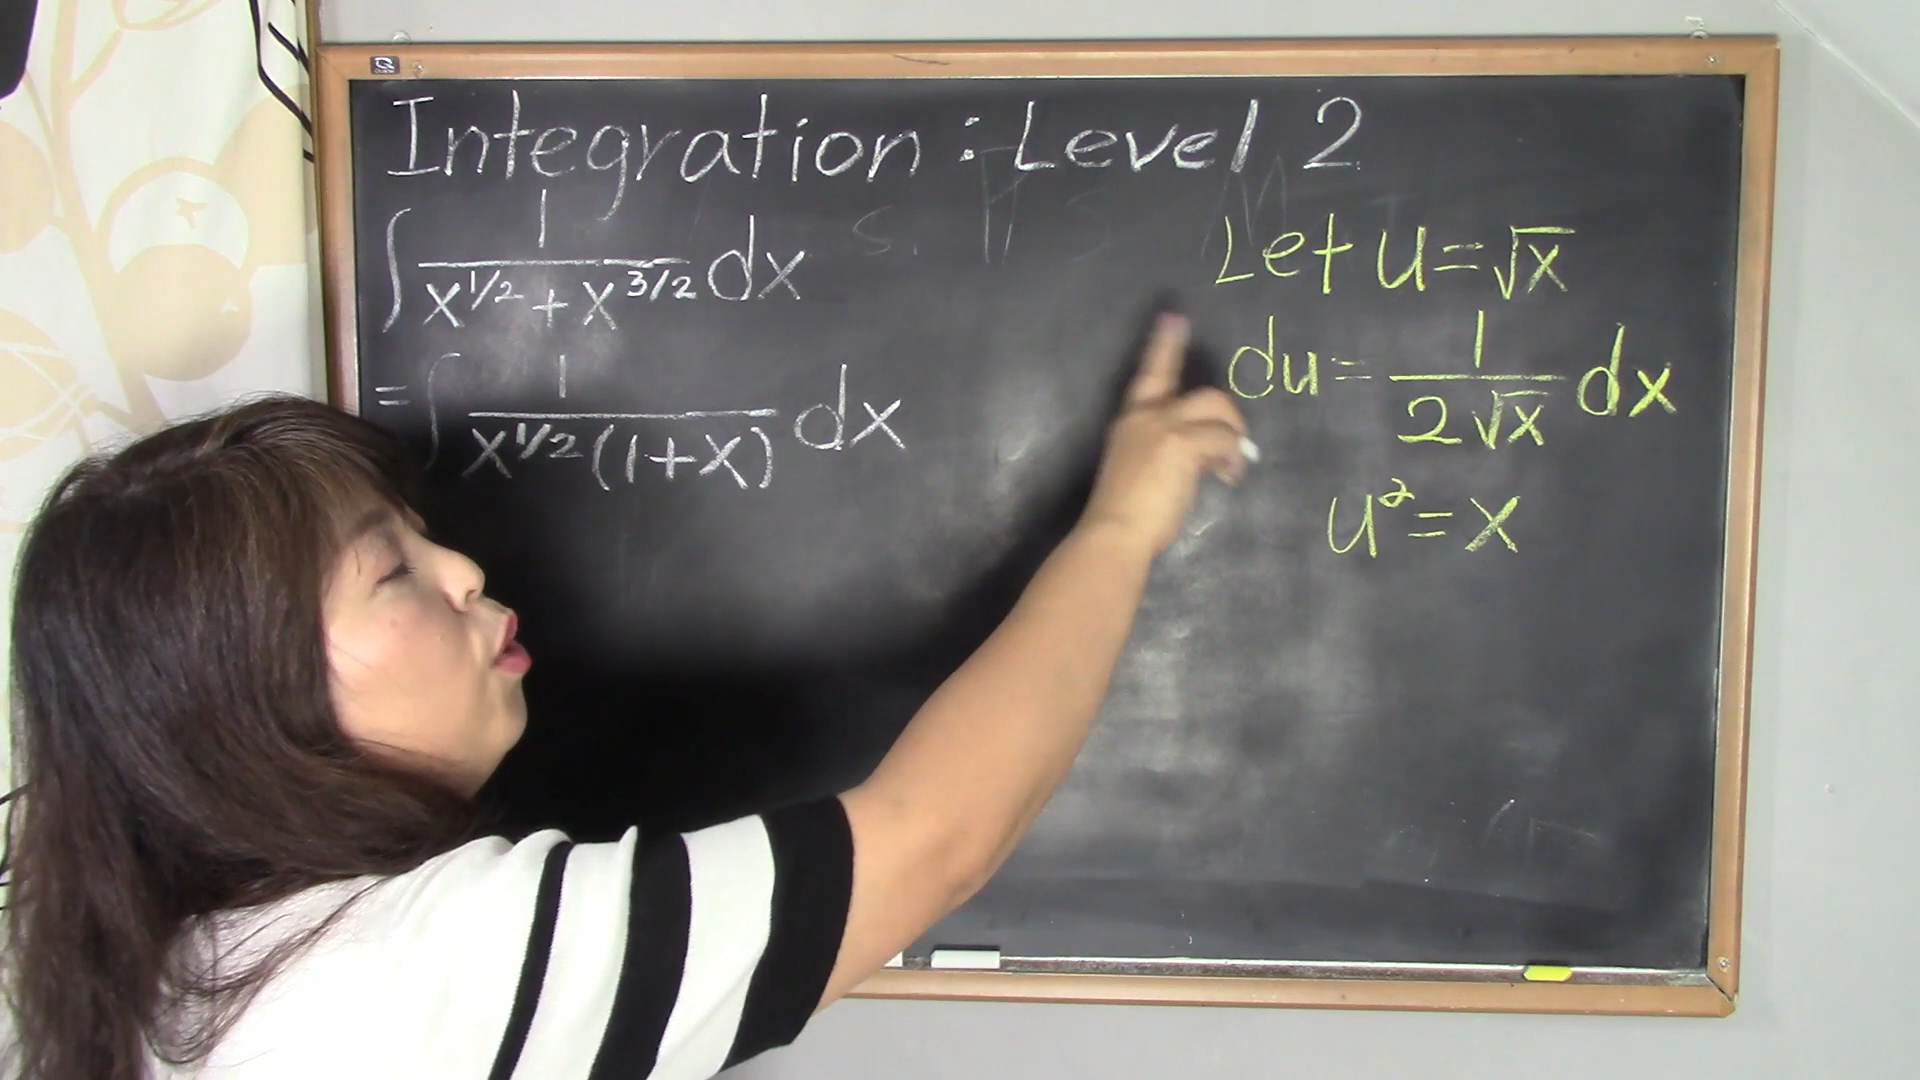 Integration : Level 2
∫ 1/(x^1/2 + x^3/2) dx
= ∫ 1/(x^1/2 (1+x)) dx
Let u = √x
du = 1/(2√x) dx
u² = x